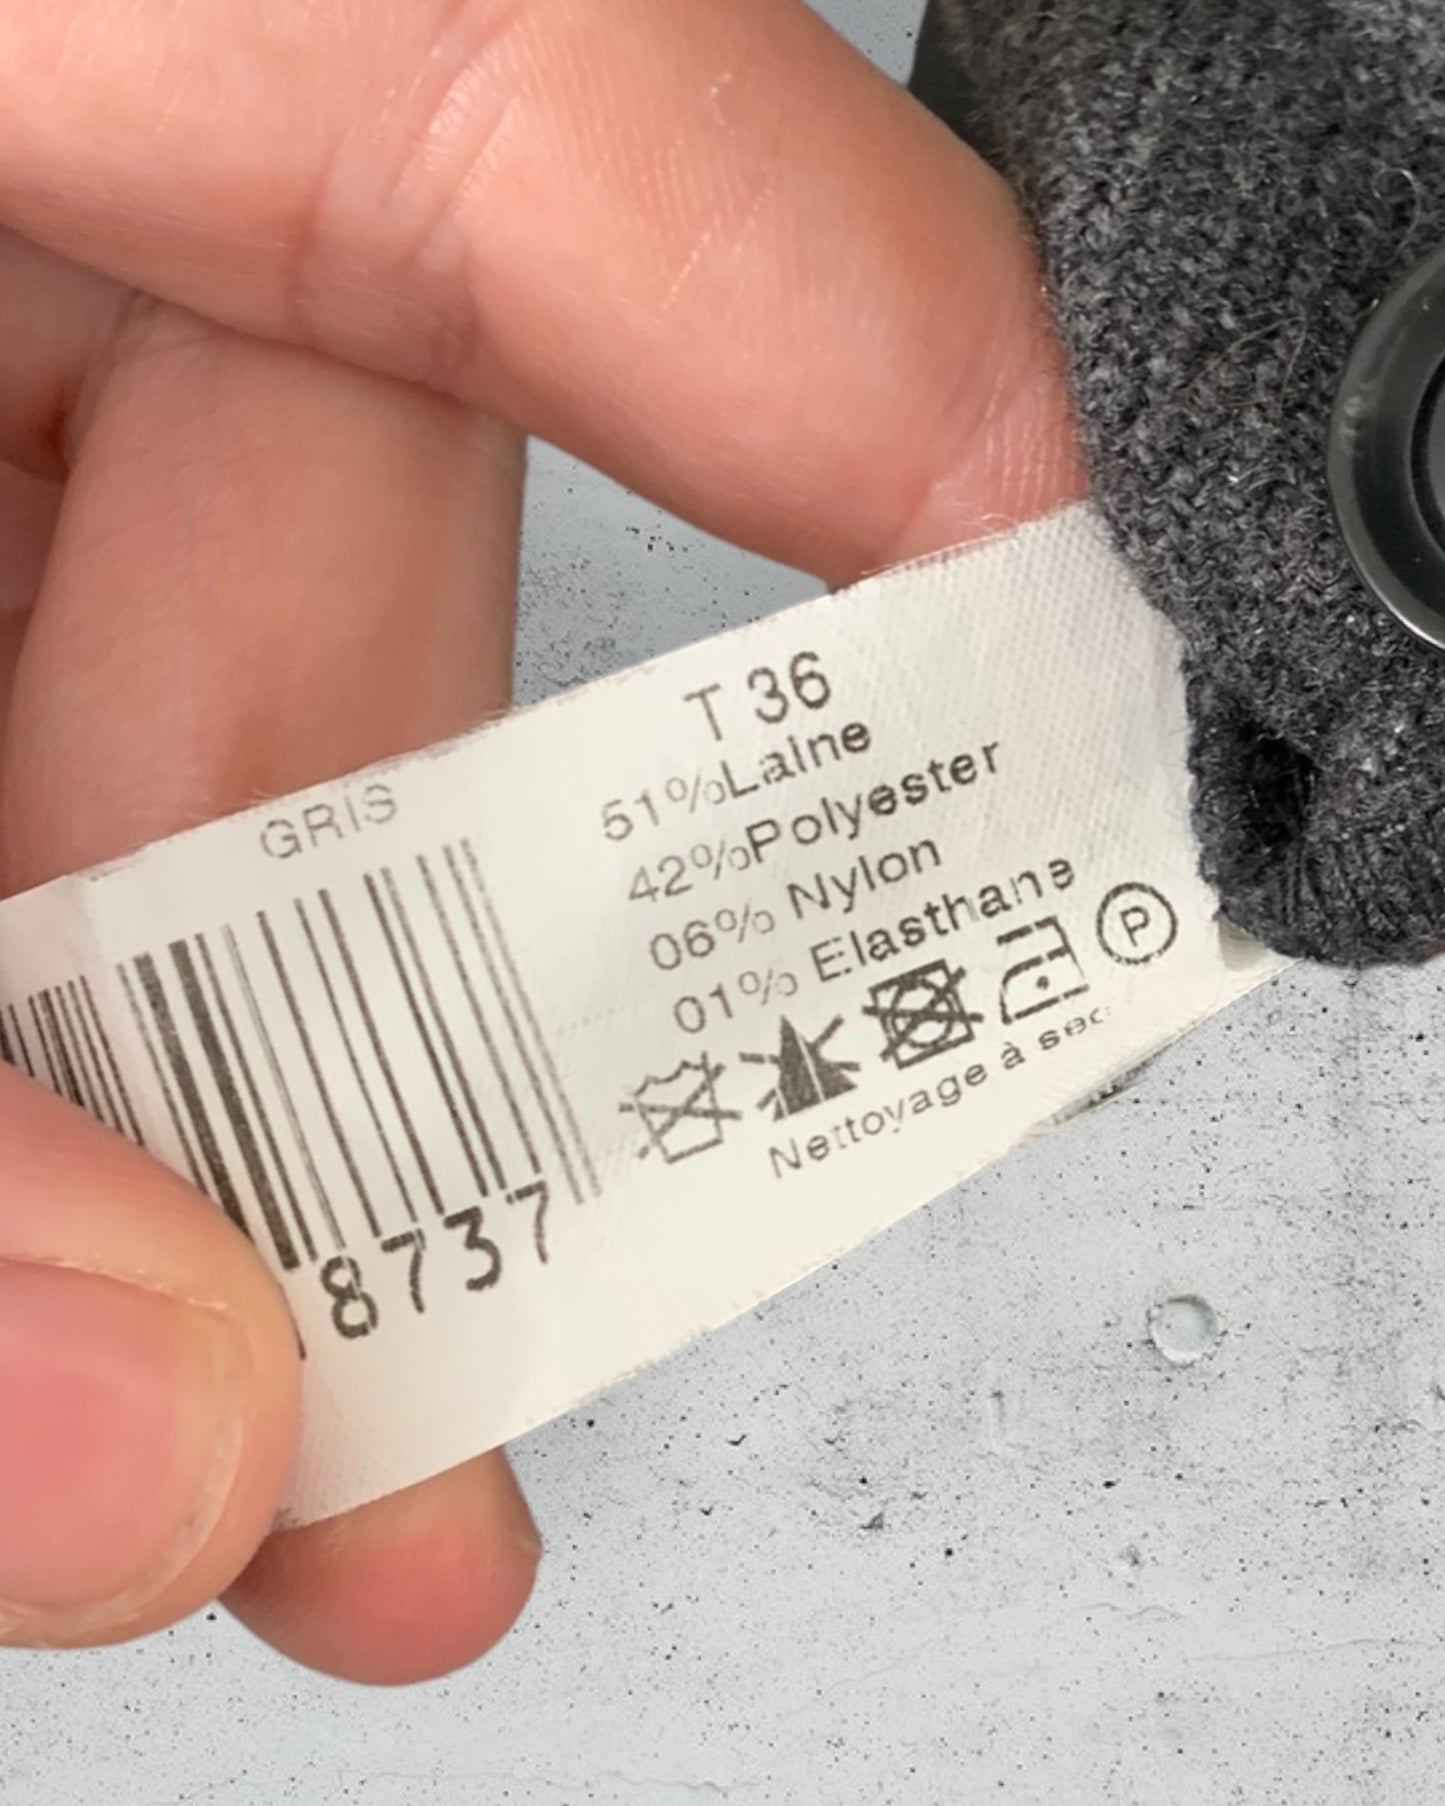 GRIS
8737
T 36
51%Laine
42%Polyester
06% Nylon
01% Elasthane
P
Nettoyage à sec